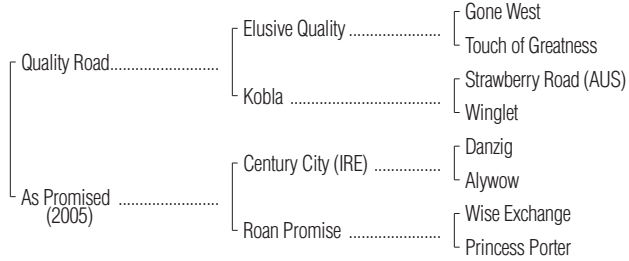 Gone West
Elusive Quality ....................
Touch of Greatness
Quality Road........................
Strawberry Road (AUS)
Kobla .................................
Winglet
Danzig
Century City (IRE) ...............
Alywow
As Promised ......................
(2005)
Wise Exchange
Roan Promise ....................
Princess Porter